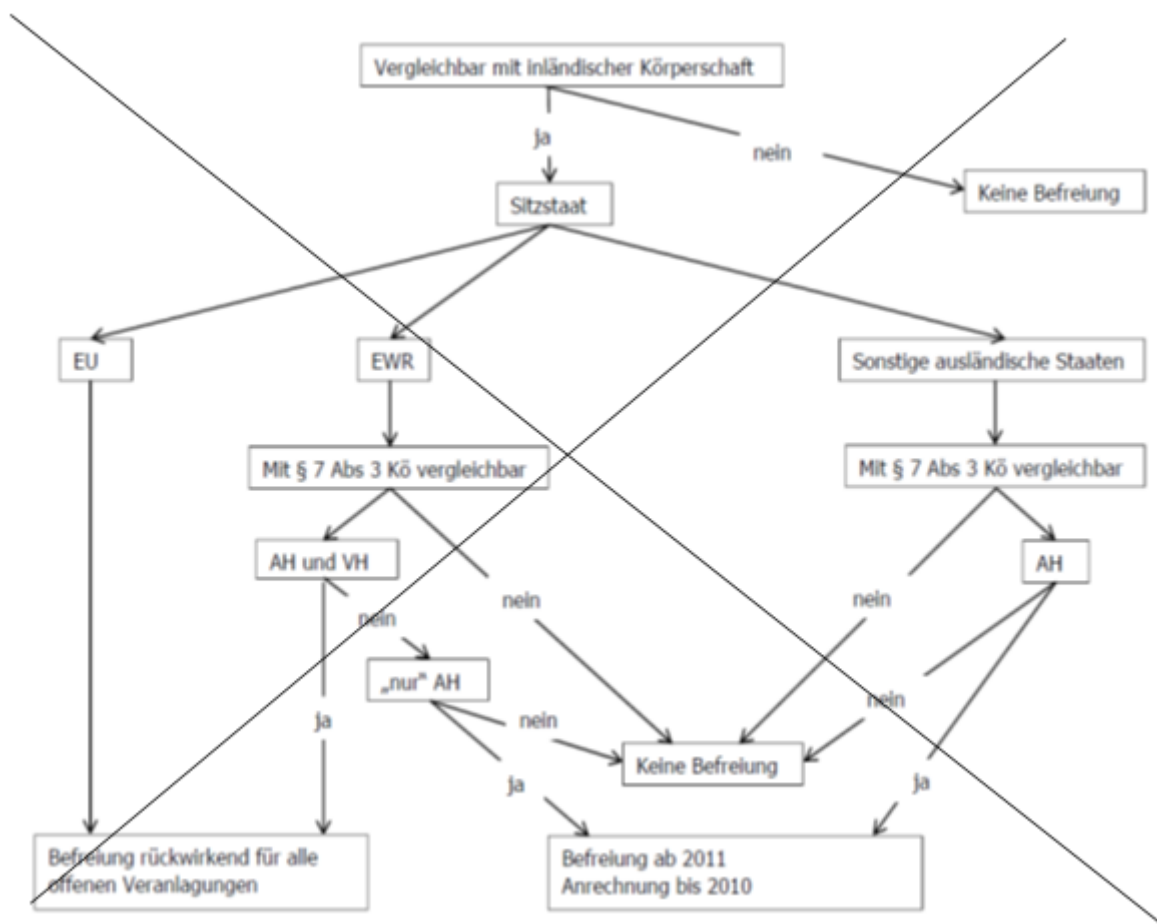 Vergleichbar mit inländischer Körperschaft
ja
nein
Keine Befreiung
Sitzstaat
EU
EWR
Sonstige ausländische Staaten
Mit § 7 Abs 3 Kö vergleichbar
Mit § 7 Abs 3 Kö vergleichbar
AH und VH
AH
nein
nein
nein
„nur" AH
nein
ja
nein
Keine Befreiung
ja
ja
Befreiung rückwirkend für alle
offenen Veranlagungen
Befreiung ab 2011
Anrechnung bis 2010